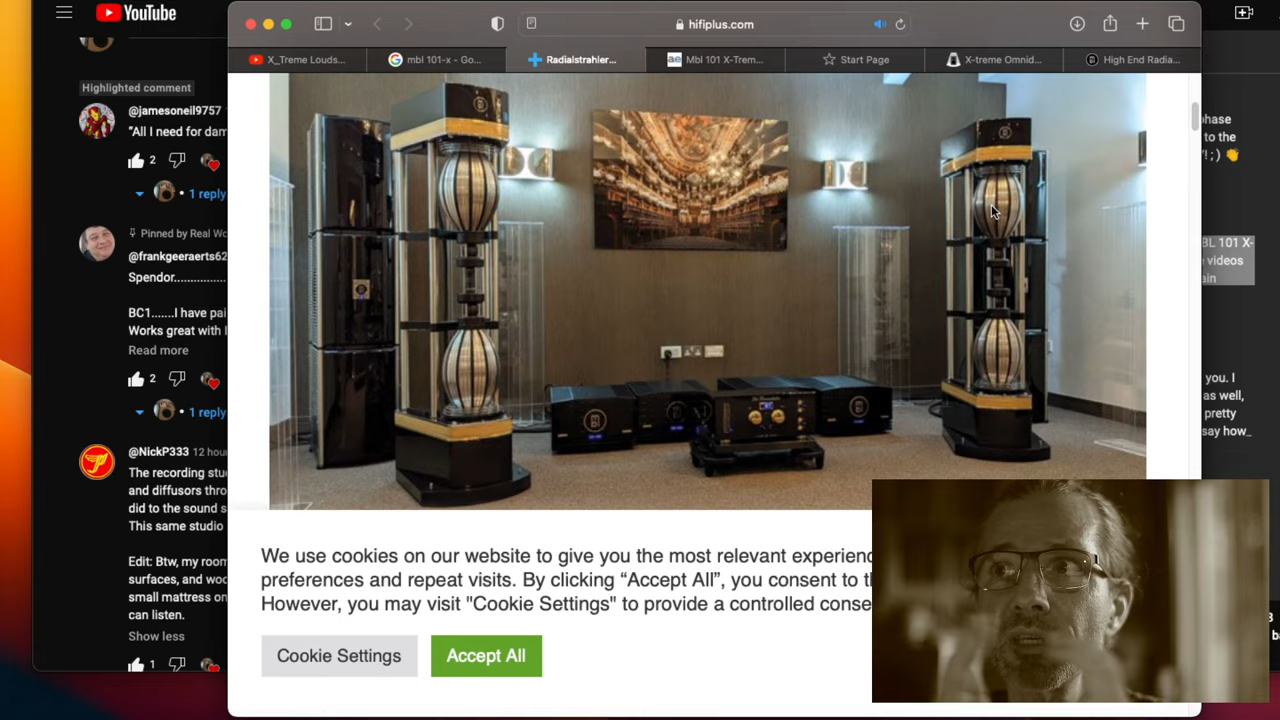 YouTube
hifiplus.com
X_Treme Louds...
mbl 101-x - Go...
Radialstrahler...
Mbl 101 X-Trem...
Start Page
X-treme Omnid...
High End Radia...
Highlighted comment
@jamesoneil9757
"All I need for dam
2
1 reply
Pinned by Real Wo
@frankgeeraerts62
Spendor.................
BC1.......I have pai
Works great with
Read more
2
1 reply
@NickP333 12 hour
The recording stu
and diffusors thro
did to the sound s
This same studio
Edit: Btw, my room
surfaces, and woo
small mattress on
can listen.
Show less
1
We use cookies on our website to give you the most relevant experienc
preferences and repeat visits. By clicking “Accept All”, you consent to t
However, you may visit "Cookie Settings" to provide a controlled conse
Cookie Settings
Accept All
phase
to the
!;)
MBL 101 X-
videos
ain
you. I
as well,
pretty
say how